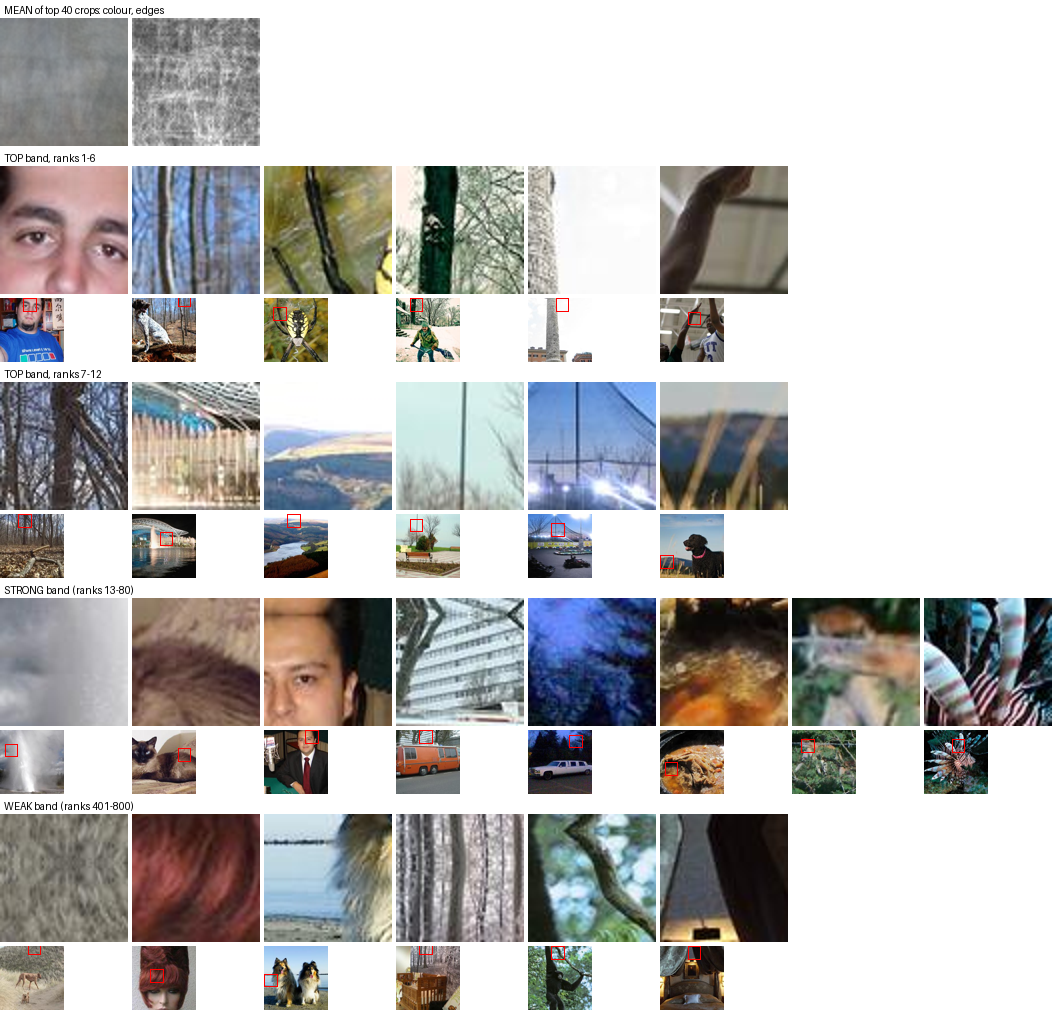 MEAN of top 40 crops: colour, edges
TOP band, ranks 1-6
TOP band, ranks 7-12
STRONG band (ranks 13-80)
WEAK band (ranks 401-800)